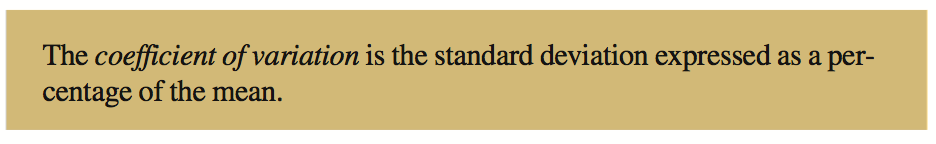 The coefficient of variation is the standard deviation expressed as a per-
centage of the mean.